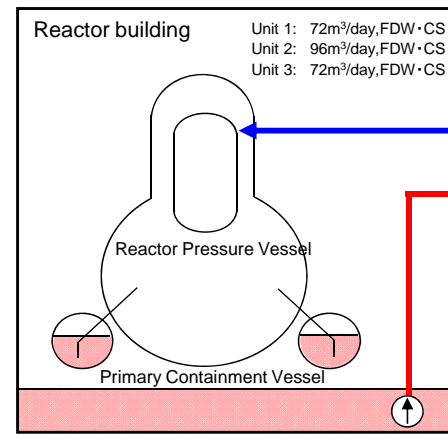 Reactor building
Unit 1: 72m³/day,FDW・CS
Unit 2: 96m³/day,FDW・CS
Unit 3: 72m³/day,FDW・CS
Reactor Pressure Vessel
Primary Containment Vessel